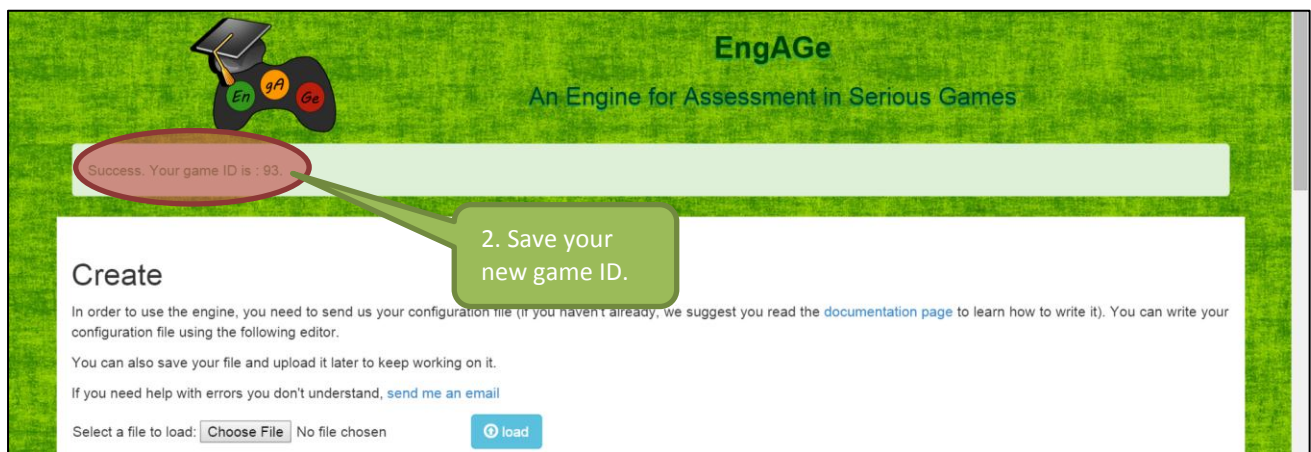 EngAGe
An Engine for Assessment in Serious Games
En gA Ge
Success. Your game ID is : 93.
2. Save your
new game ID.
Create
In order to use the engine, you need to send us your configuration file (if you haven't already, we suggest you read the documentation page to learn how to write it). You can write your
configuration file using the following editor.
You can also save your file and upload it later to keep working on it.
If you need help with errors you don't understand, send me an email
Select a file to load: Choose File No file chosen load